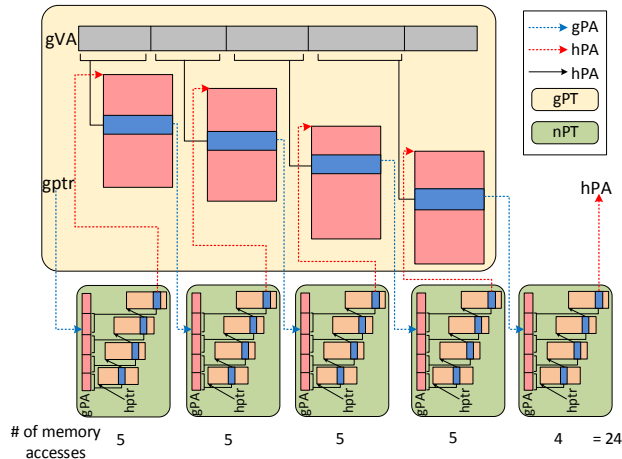 gVA
gPA
hPA
hPA
gPT
nPT
gptr
hPA
gPA
hptr
gPA
hptr
gPA
hptr
gPA
hptr
gPA
hptr
# of memory
accesses
5
5
5
5
4
= 24